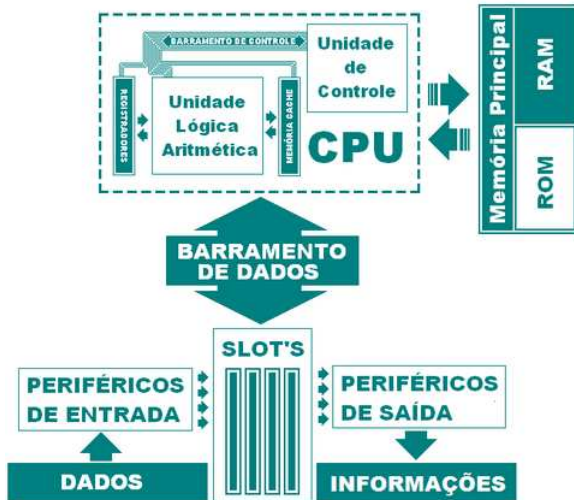 BARRAMENTO DE CONTROLE
Unidade
de
Controle
REGISTRADORES
Unidade
Lógica
Aritmética
MEMÓRIA CACHE
CPU
Memória Principal
RAM
ROM
BARRAMENTO
DE DADOS
SLOT'S
PERIFÉRICOS
DE ENTRADA
PERIFÉRICOS
DE SAÍDA
DADOS
INFORMAÇÕES